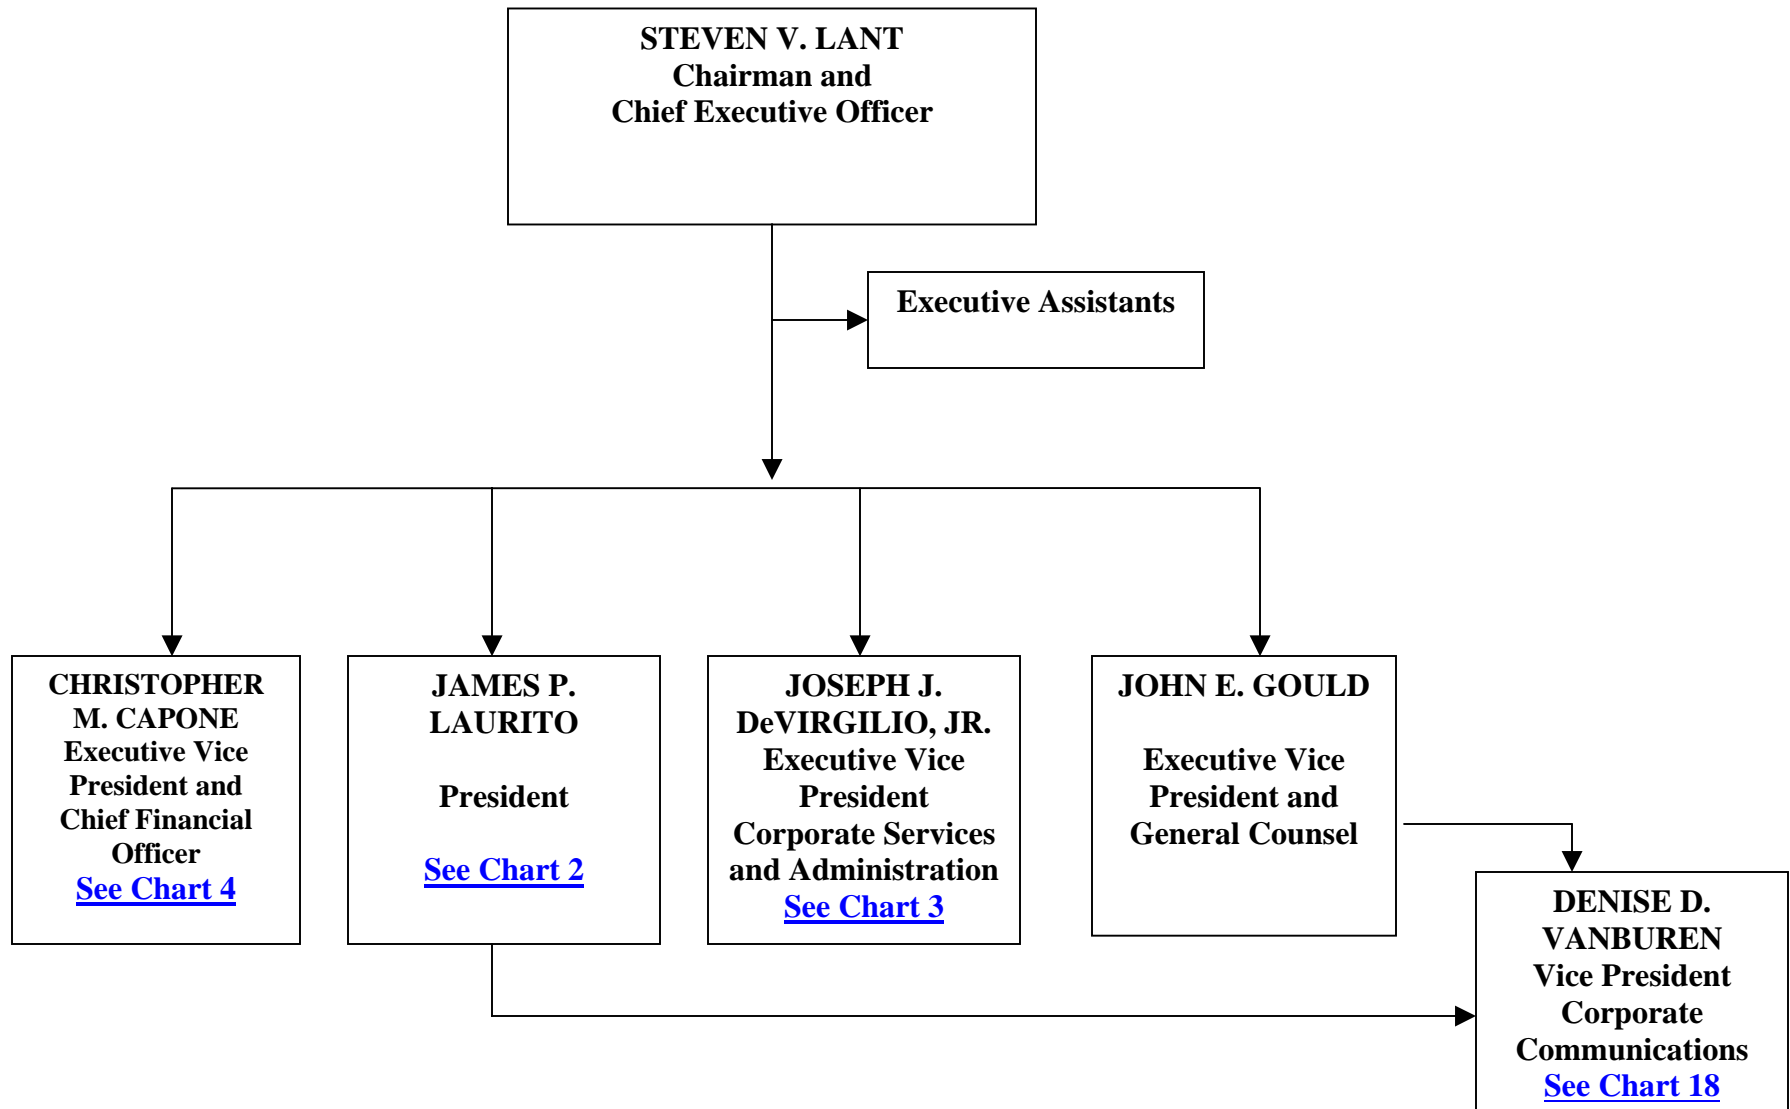 STEVEN V. LANT
Chairman and
Chief Executive Officer
Executive Assistants
CHRISTOPHER
M. CAPONE
Executive Vice
President and
Chief Financial
Officer
See Chart 4
JAMES P.
LAURITO
President
See Chart 2
JOSEPH J.
DeVIRGILIO, JR.
Executive Vice
President
Corporate Services
and Administration
See Chart 3
JOHN E. GOULD
Executive Vice
President and
General Counsel
DENISE D.
VANBUREN
Vice President
Corporate
Communications
See Chart 18